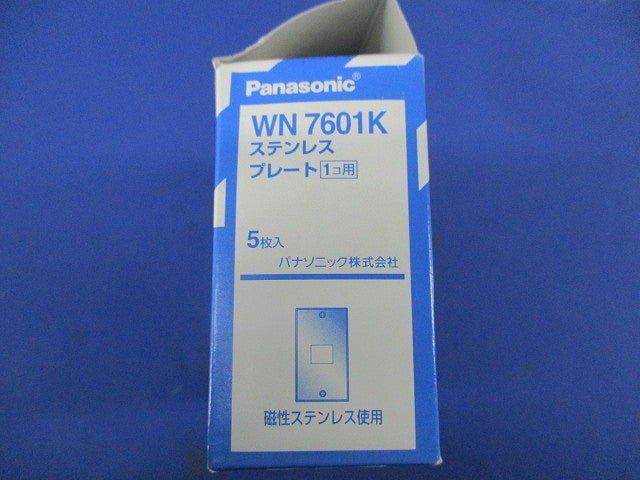 Panasonic®
WN 7601K
ステンレス
プレート 1コ用
5枚入
パナソニック株式会社
磁性ステンレス使用